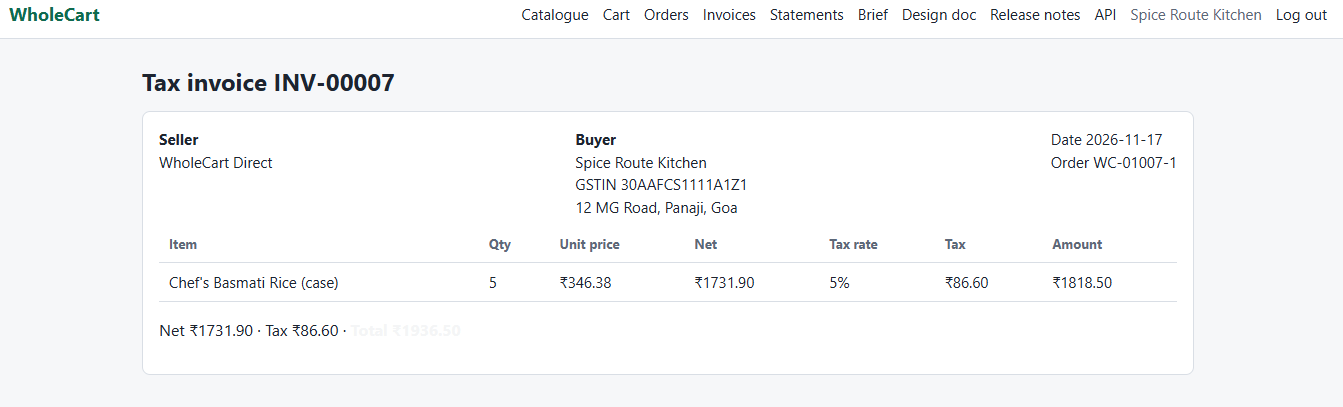 WholeCart Catalogue Cart Orders Invoices Statements Brief Design doc Release notes API Spice Route Kitchen Log out
Tax invoice INV-00007
Seller
WholeCart Direct
Buyer
Spice Route Kitchen
GSTIN 30AAFCS1111A1Z1
12 MG Road, Panaji, Goa
Date 2026-11-17
Order WC-01007-1
Item Qty Unit price Net Tax rate Tax Amount
Chef's Basmati Rice (case) 5 ₹346.38 ₹1731.90 5% ₹86.60 ₹1818.50
Net ₹1731.90 · Tax ₹86.60 · Total ₹1936.50